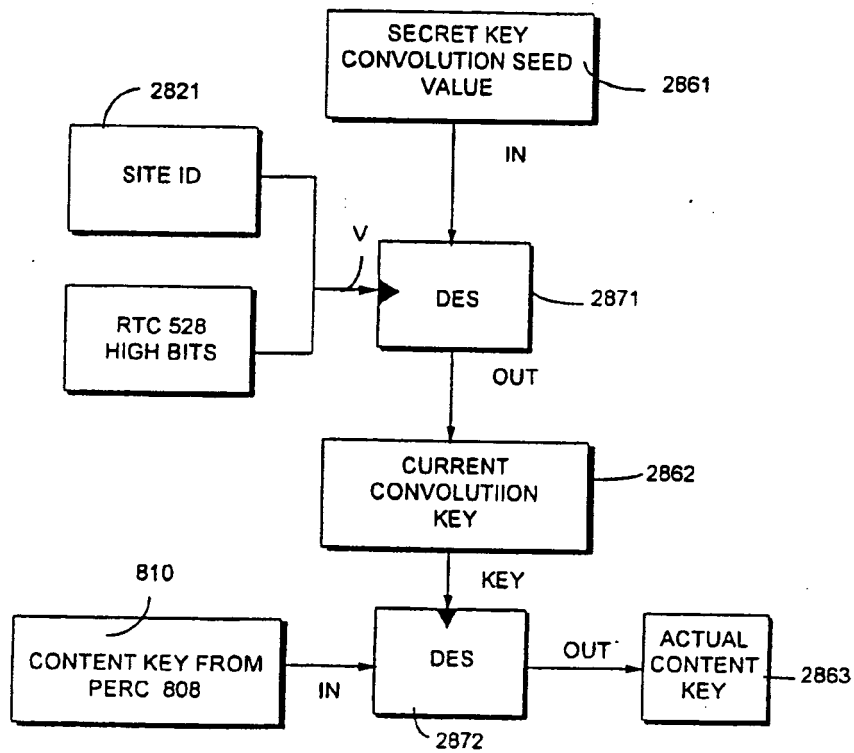 SECRET KEY
CONVOLUTION SEED
VALUE
2861
2821
SITE ID
IN
V
DES
2871
RTC 528
HIGH BITS
OUT
CURRENT
CONVOLUTIION
KEY
2862
KEY
810
CONTENT KEY FROM
PERC 808
IN
DES
OUT
ACTUAL
CONTENT
KEY
2863
2872